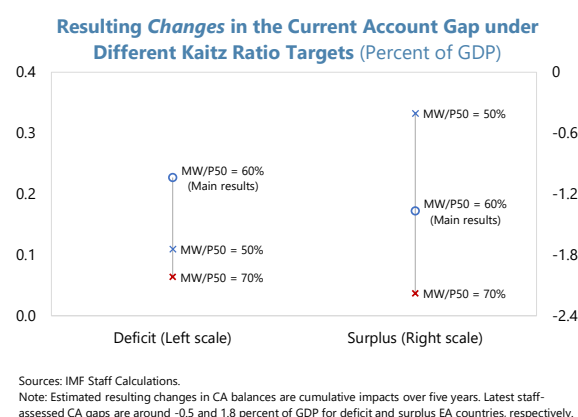 Resulting Changes in the Current Account Gap under
Different Kaitz Ratio Targets (Percent of GDP)
0.4
0
MW/P50 = 50%
0.3
-0.6
MW/P50 = 60%
(Main results)
0.2
-1.2
MW/P50 = 60%
(Main results)
MW/P50 = 50%
0.1
-1.8
MW/P50 = 70%
MW/P50 = 70%
0.0
-2.4
Deficit (Left scale)
Surplus (Right scale)
Sources: IMF Staff Calculations.
Note: Estimated resulting changes in CA balances are cumulative impacts over five years. Latest staff-
assessed CA gaps are around -0.5 and 1.8 percent of GDP for deficit and surplus EA countries, respectively.